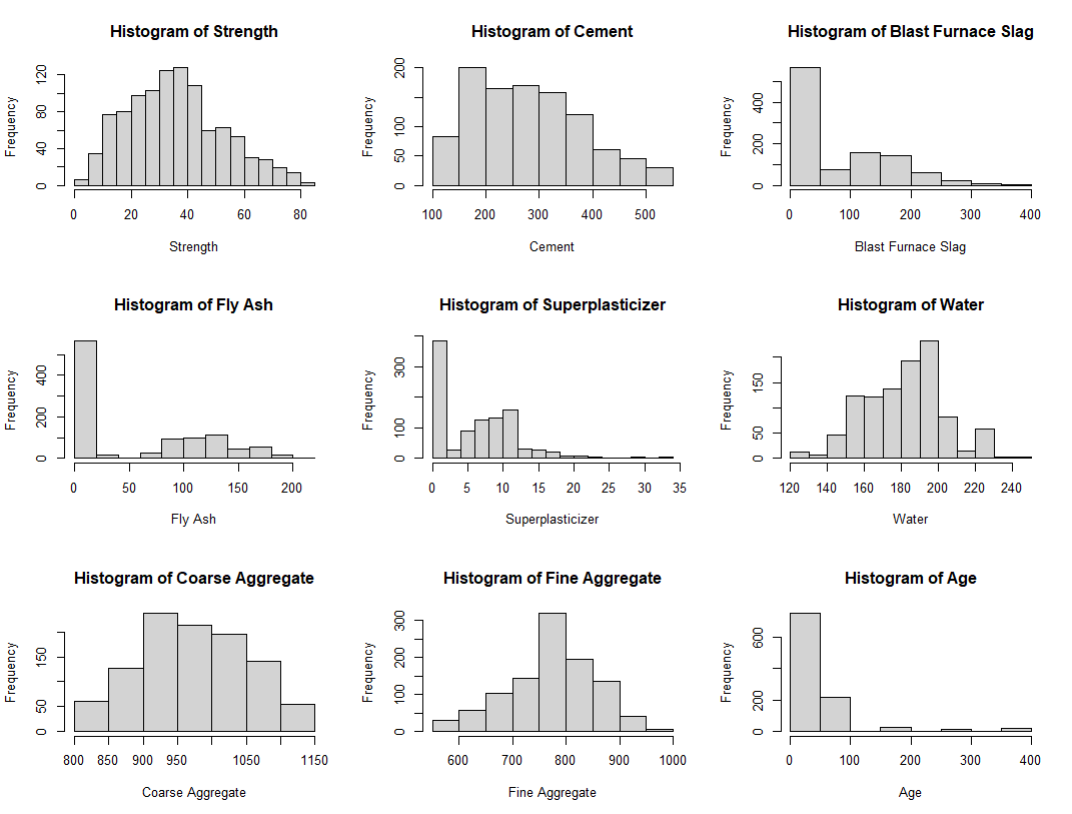 Histogram of Strength
Frequency
0 40 80 120
0 20 40 60 80
Strength
Histogram of Cement
Frequency
0 50 100 200
100 200 300 400 500
Cement
Histogram of Blast Furnace Slag
Frequency
0 200 400
0 100 200 300 400
Blast Furnace Slag
Histogram of Fly Ash
Frequency
0 200 400
0 50 100 150 200
Fly Ash
Histogram of Superplasticizer
Frequency
0 100 300
0 5 10 15 20 25 30 35
Superplasticizer
Histogram of Water
Frequency
0 50 150
120 140 160 180 200 220 240
Water
Histogram of Coarse Aggregate
Frequency
0 50 150
800 850 900 950 1050 1150
Coarse Aggregate
Histogram of Fine Aggregate
Frequency
0 100 200 300
600 700 800 900 1000
Fine Aggregate
Histogram of Age
Frequency
0 200 600
0 100 200 300 400
Age